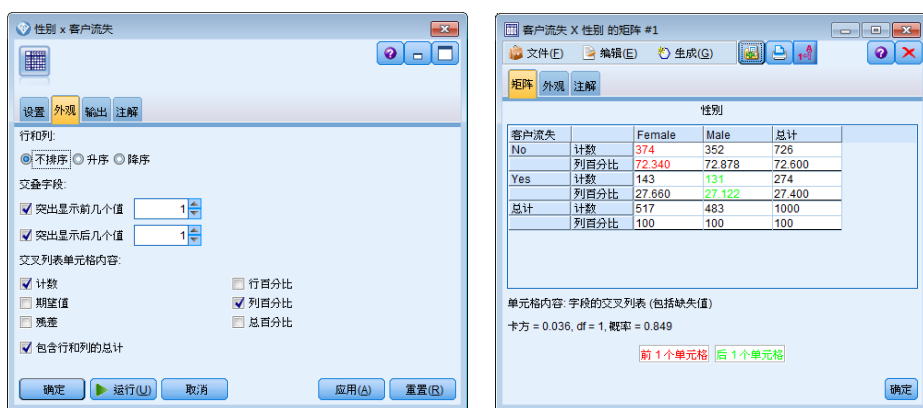 性别 x 客户流失
设置 外观 输出 注解
行和列:
不排序 升序 降序
交叠字段:
突出显示前几个值 1
突出显示后几个值 1
交叉列表单元格内容:
计数 行百分比
期望值 列百分比
残差 总百分比
包含行和列的总计
确定 运行(U) 取消 应用(A) 重置(R)
客户流失 X 性别 的矩阵 #1
文件(F) 编辑(E) 生成(G)
矩阵 外观 注解
性别
客户流失 Female Male 总计
No 计数 374 352 726
列百分比 72.340 72.878 72.600
Yes 计数 143 131 274
列百分比 27.660 27.122 27.400
总计 计数 517 483 1000
列百分比 100 100 100
单元格内容: 字段的交叉列表 (包括缺失值)
卡方 = 0.036, df = 1, 概率 = 0.849
前 1 个单元格 后 1 个单元格
确定